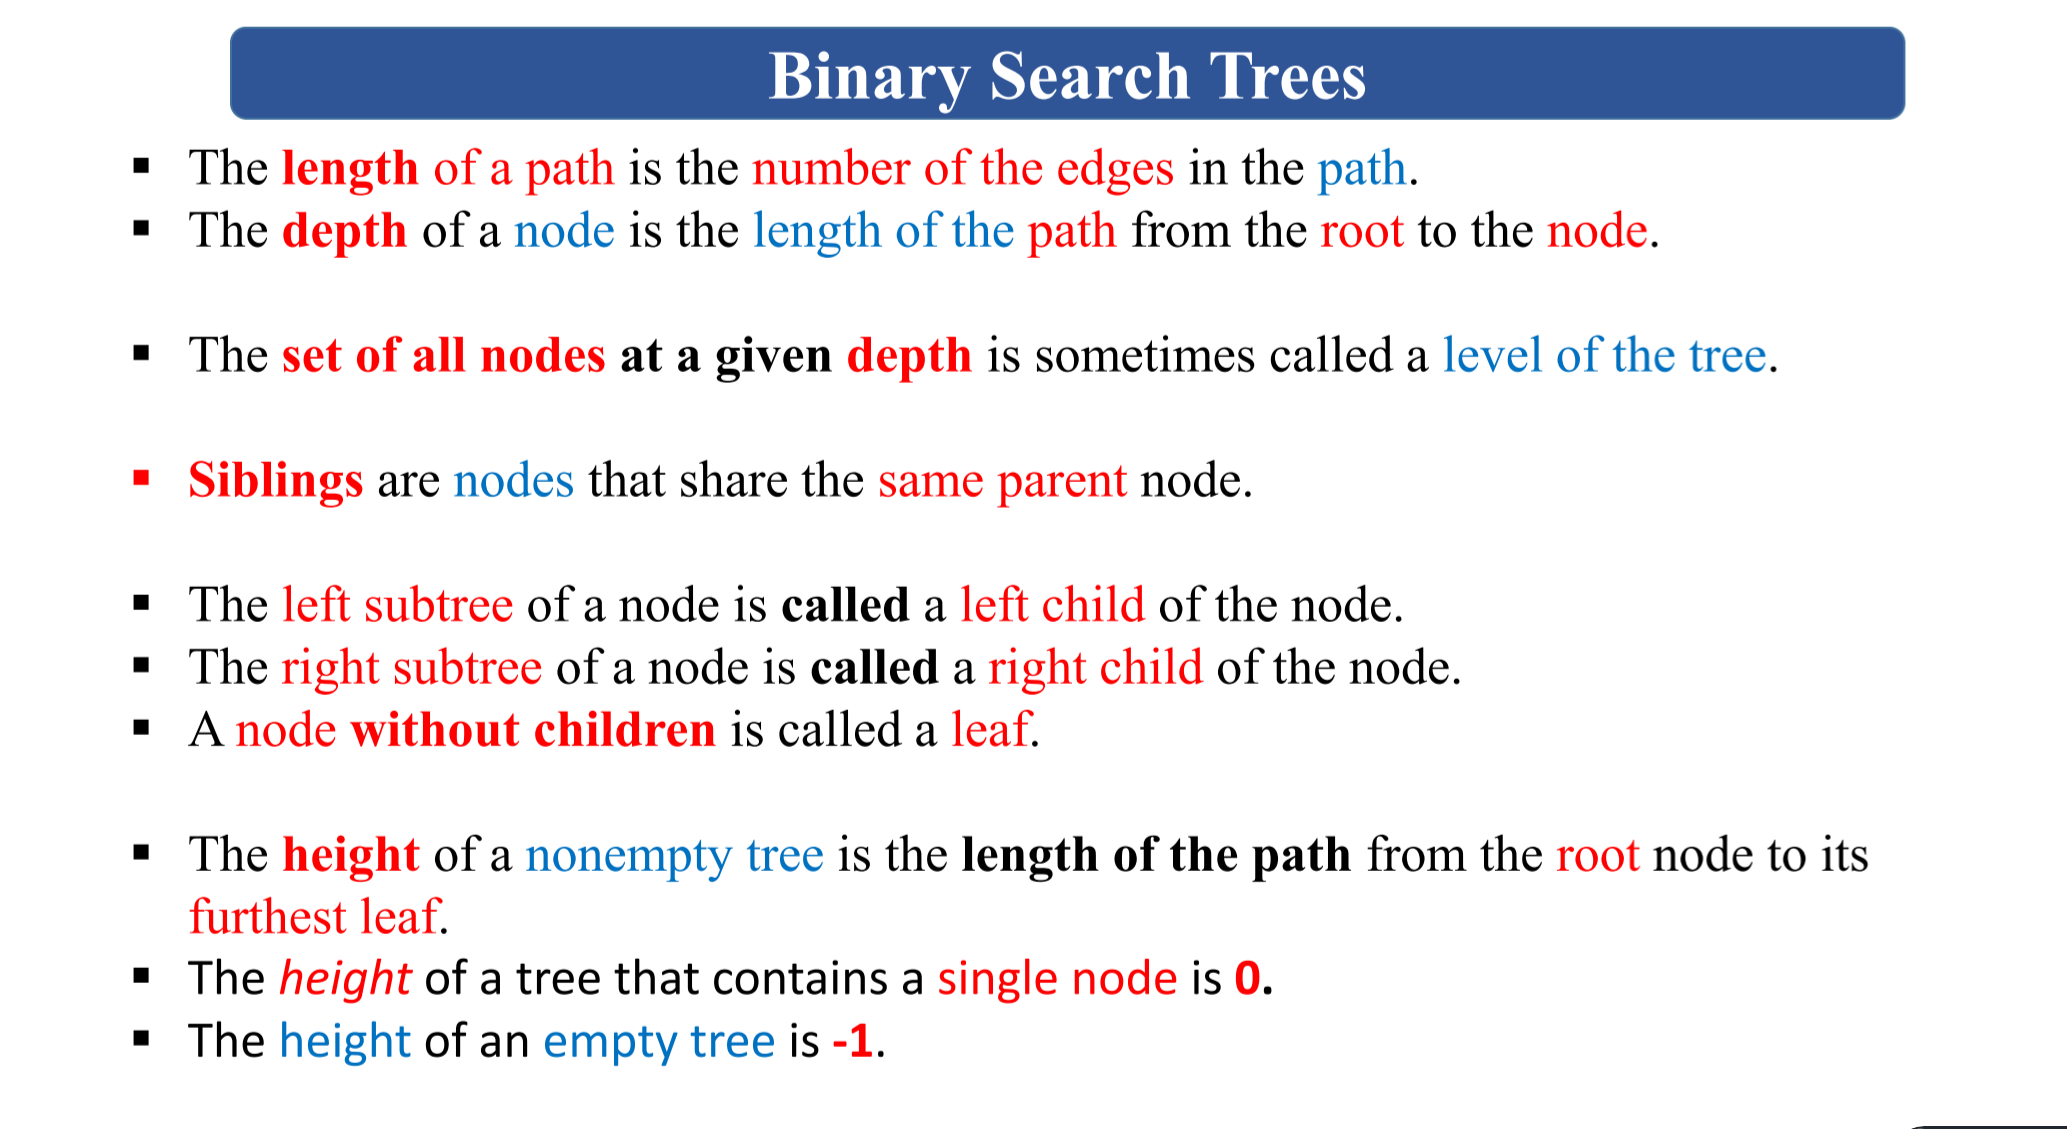 Binary Search Trees
▪ The length of a path is the number of the edges in the path.
▪ The depth of a node is the length of the path from the root to the node.
▪ The set of all nodes at a given depth is sometimes called a level of the tree.
▪ Siblings are nodes that share the same parent node.
▪ The left subtree of a node is called a left child of the node.
▪ The right subtree of a node is called a right child of the node.
▪ A node without children is called a leaf.
▪ The height of a nonempty tree is the length of the path from the root node to its
furthest leaf.
▪ The height of a tree that contains a single node is 0.
▪ The height of an empty tree is -1.